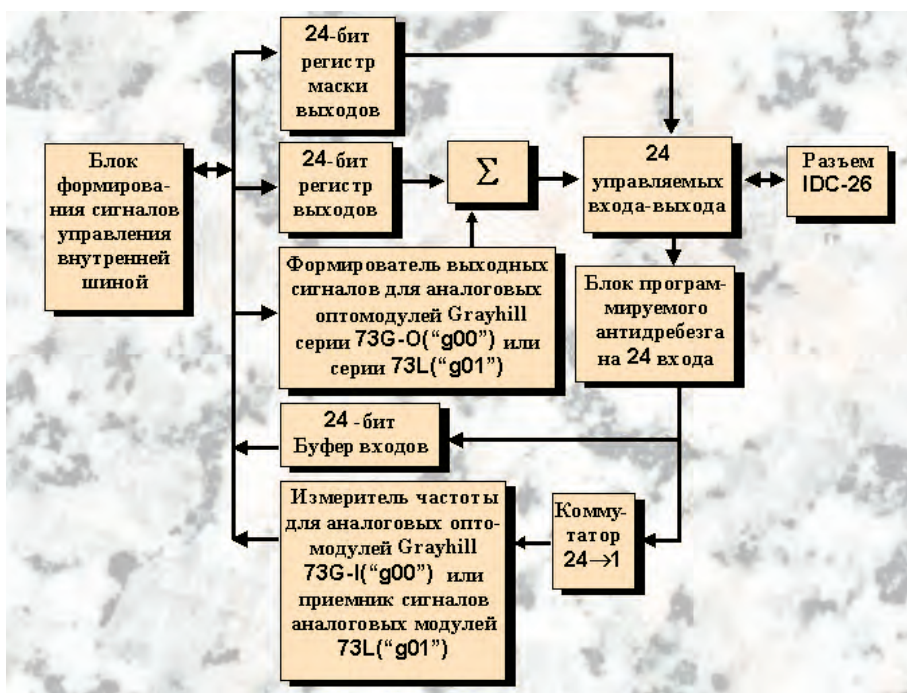 24-бит
регистр
маски
выходов
Блок
формирова-
ния сигналов
управления
внутренней
шиной
24-бит
регистр
выходов
Σ
24
управляемых
входа-выхода
Разъем
IDC-26
Формирователь выходных
сигналов для аналоговых
оптомодулей Grayhill
серии 73G-O("g00") или
серии 73L("g01")
Блок програм-
мируемого
антидребезга
на 24 входа
24 -бит
Буфер входов
Измеритель частоты
для аналоговых опто-
модулей Grayhill
73G-I("g00") или
приемник сигналов
аналоговых модулей
73L("g01")
Комму-
татор
24→1